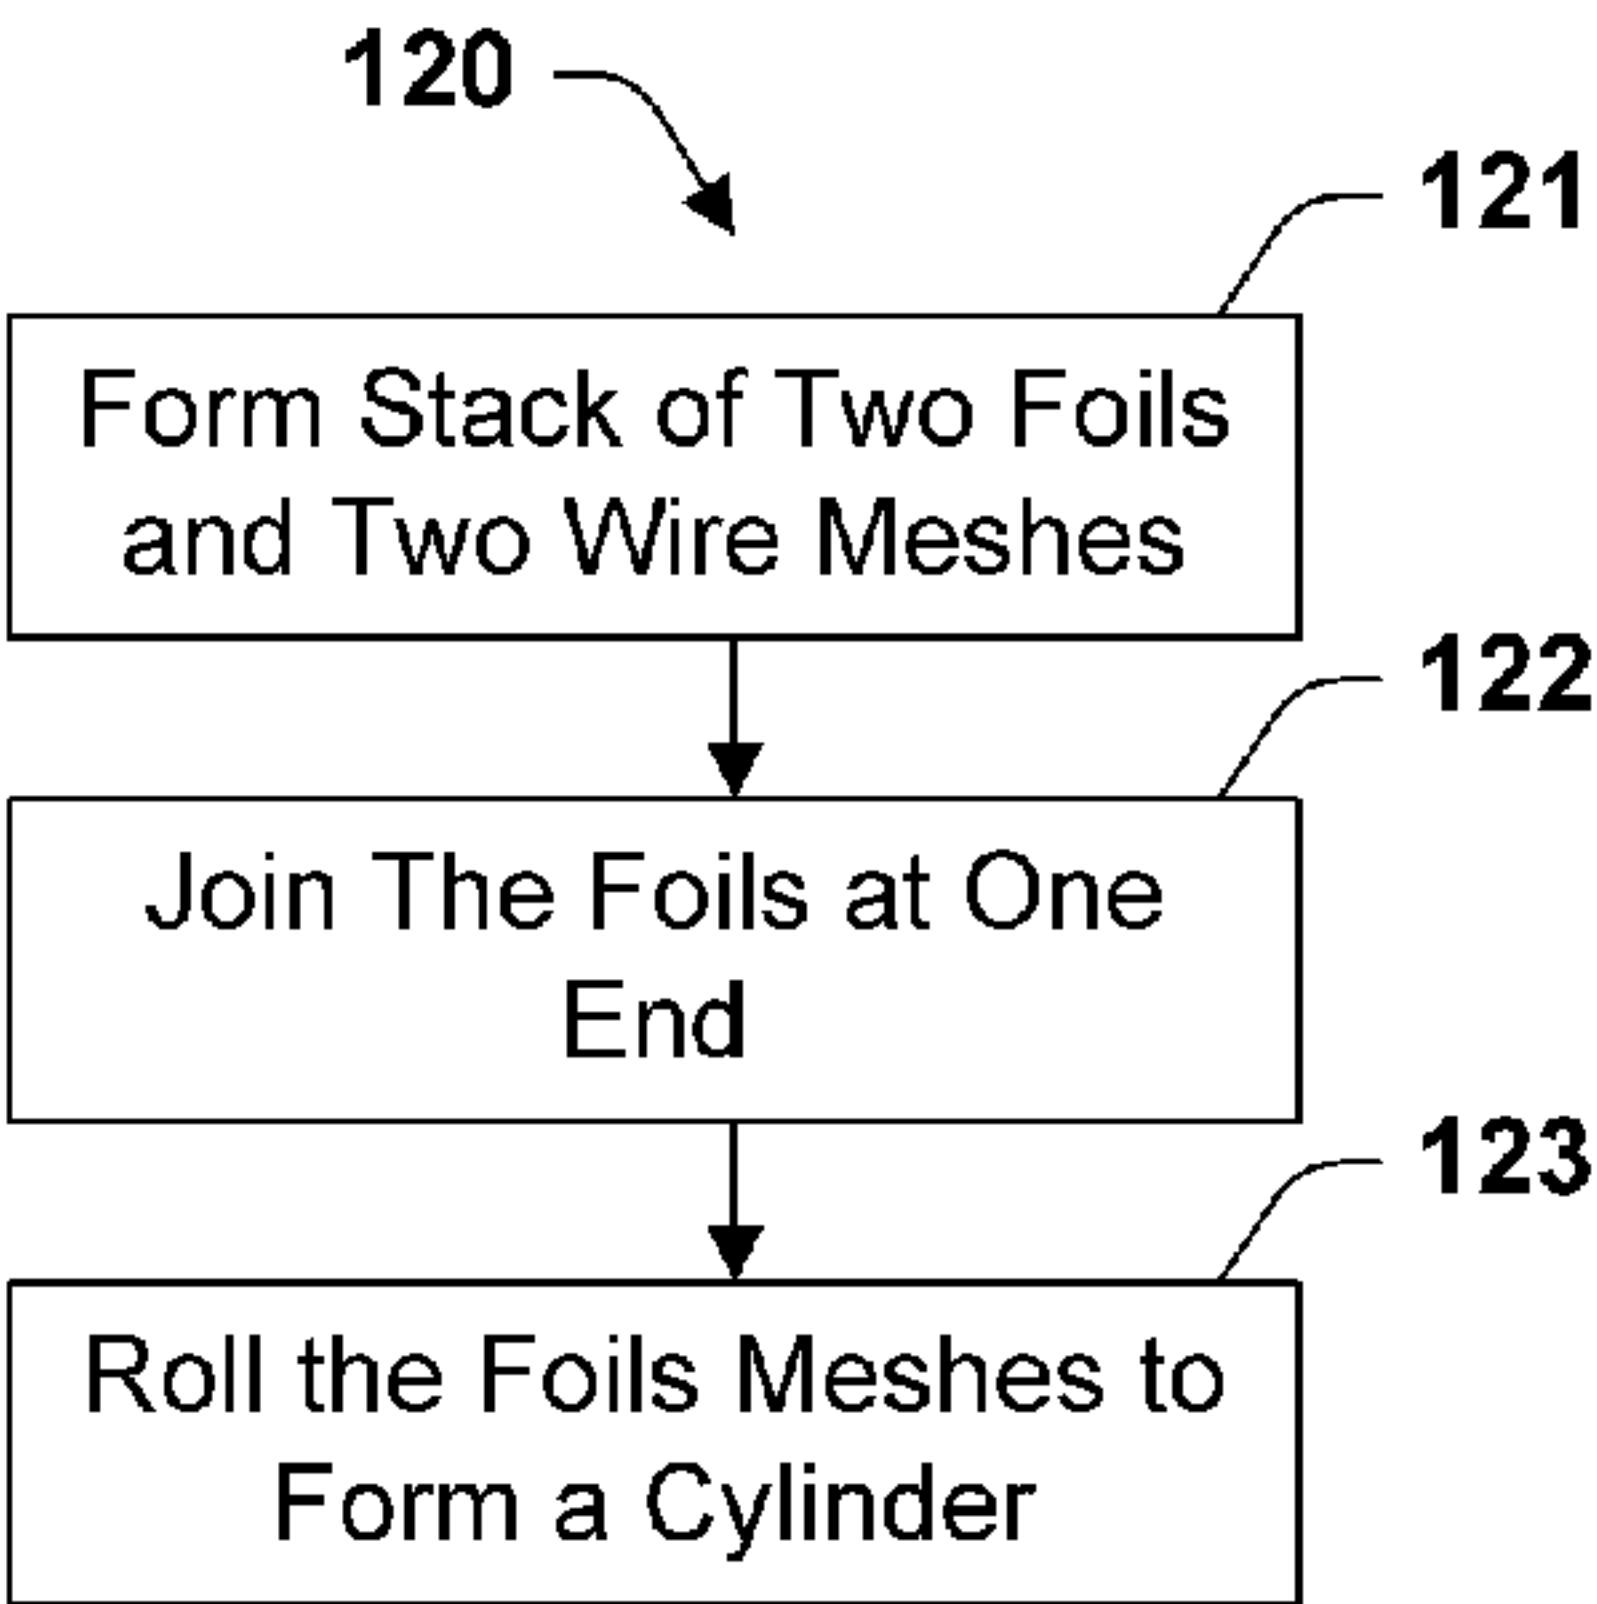 120
121
Form Stack of Two Foils
and Two Wire Meshes
122
Join The Foils at One
End
123
Roll the Foils Meshes to
Form a Cylinder